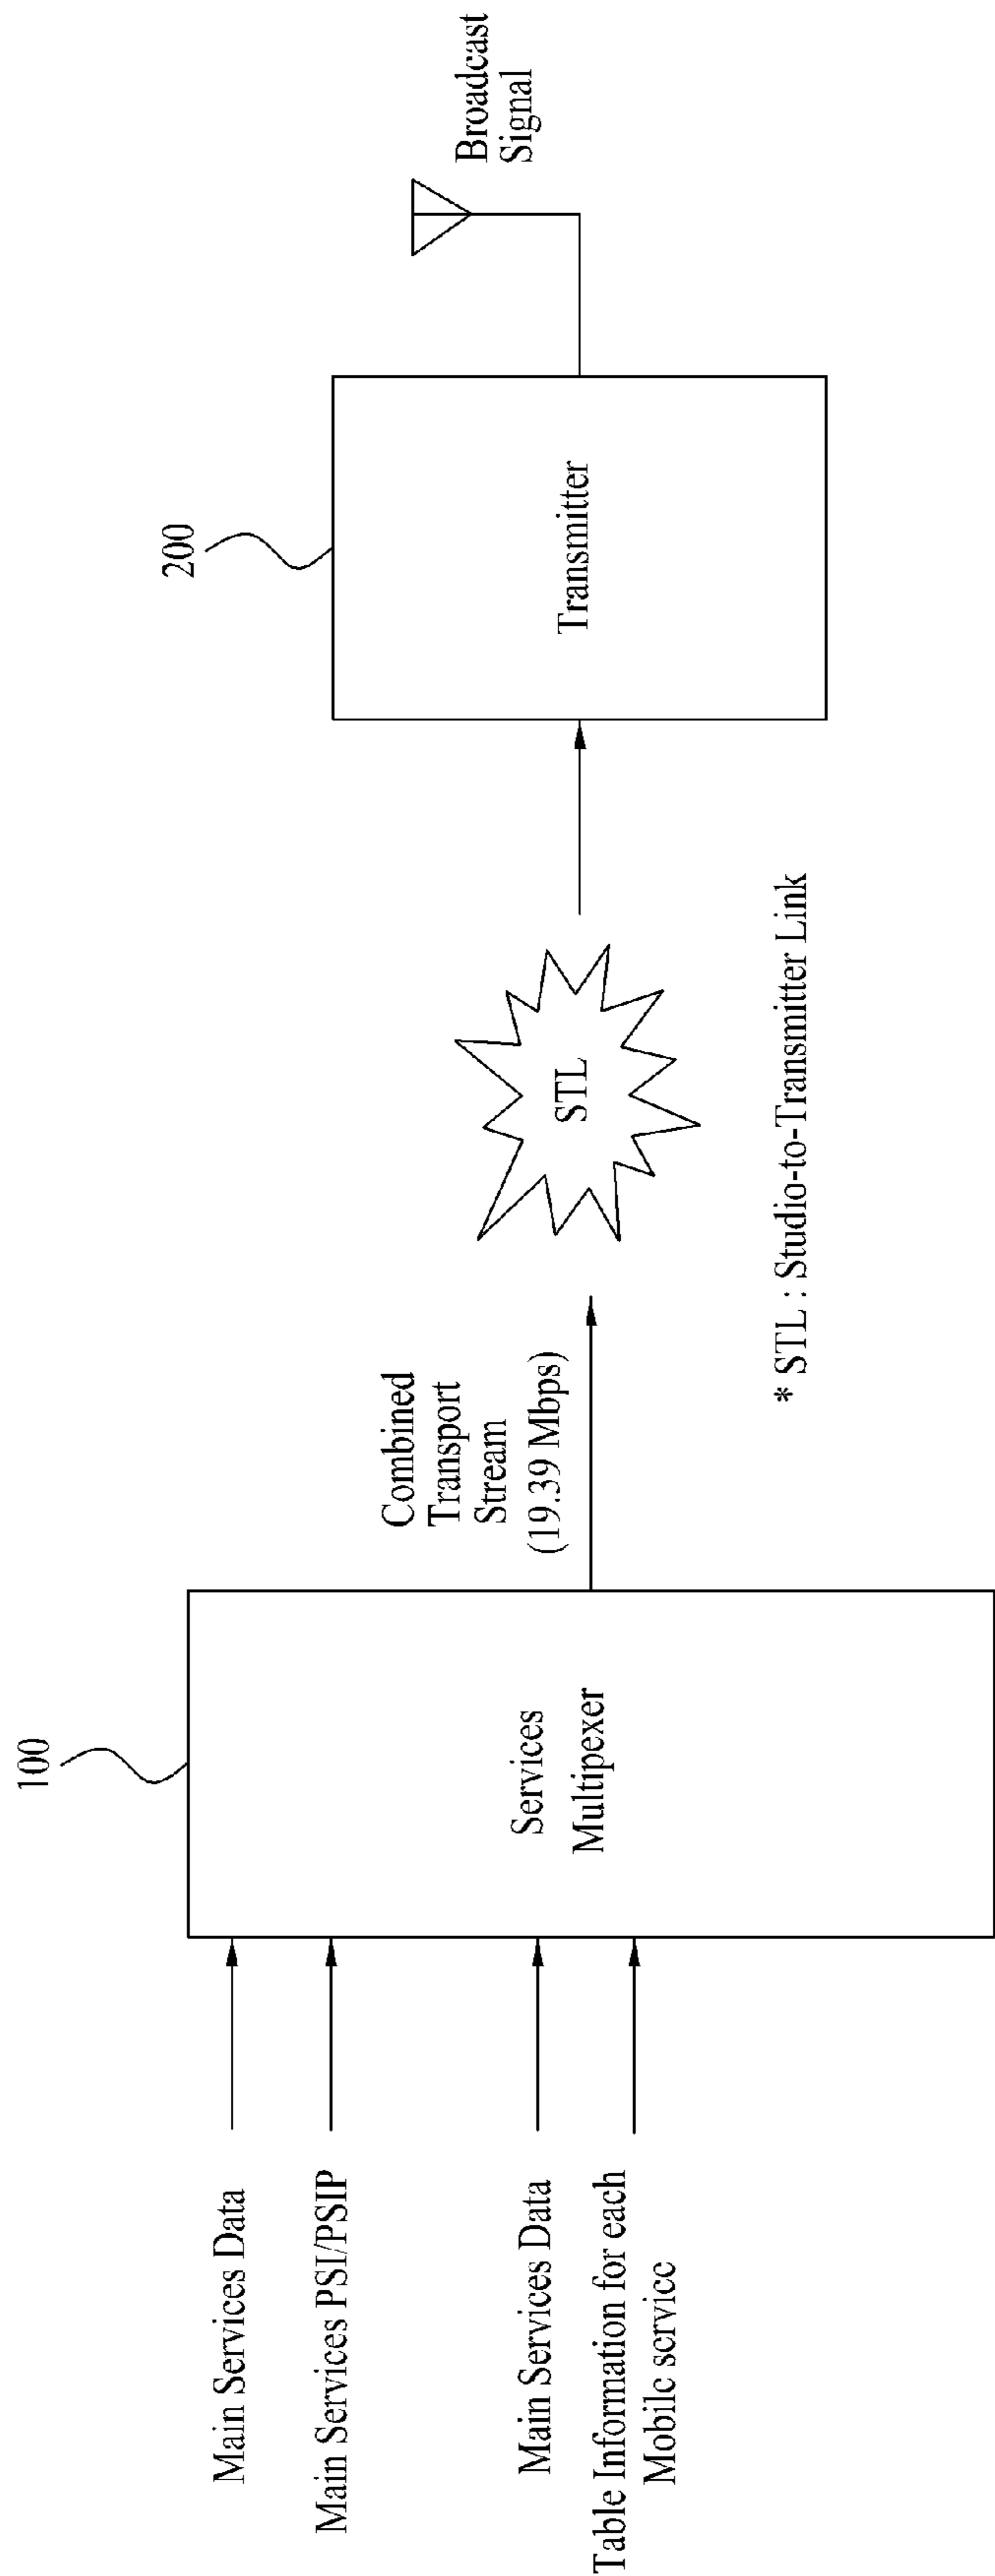 100
200
Main Services Data
Main Services PSI/PSIP
Main Services Data
Table Information for each
Mobile service
Services
Multipexer
Combined
Transport
Stream
(19.39 Mbps)
STL
Transmitter
Broadcast
Signal
* STL : Studio-to-Transmitter Link